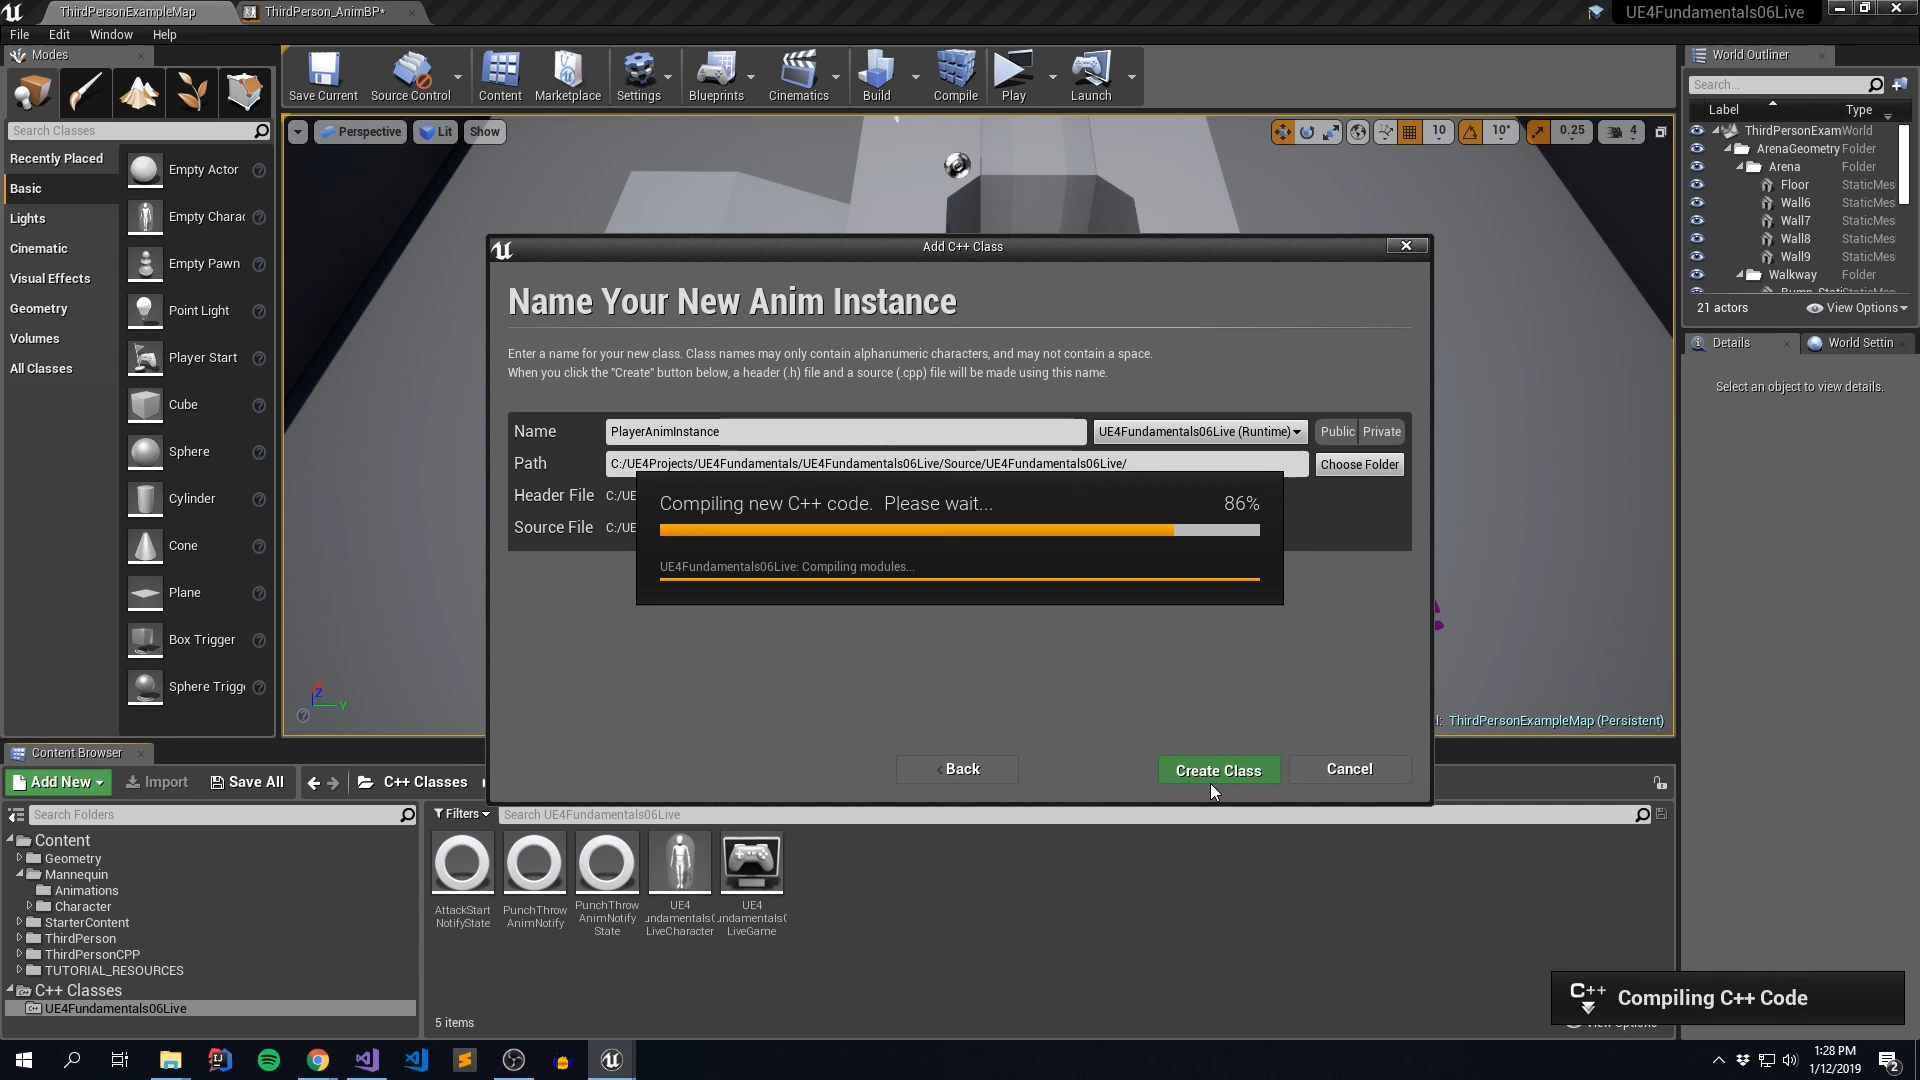 ThirdPersonExampleMap
ThirdPerson_AnimBP*
UE4Fundamentals06Live
File
Edit
Window
Help
Modes
Save Current
Source Control
Content
Marketplace
Settings
Blueprints
Cinematics
Build
Compile
Play
Launch
World Outliner
Search...
Label
Type
Search Classes
Recently Placed
Basic
Lights
Cinematic
Visual Effects
Geometry
Volumes
All Classes
Empty Actor
Empty Charac
Empty Pawn
Point Light
Player Start
Cube
Sphere
Cylinder
Cone
Plane
Box Trigger
Sphere Trigge
Perspective
Lit
Show
10
10°
0.25
4
ThirdPersonExam World
ArenaGeometry Folder
Arena Folder
Floor StaticMes
Wall6 StaticMes
Wall7 StaticMes
Wall8 StaticMes
Wall9 StaticMes
Walkway Folder
21 actors
View Options
Details
World Settin
Select an object to view details.
Add C++ Class
Name Your New Anim Instance
Enter a name for your new class. Class names may only contain alphanumeric characters, and may not contain a space.
When you click the "Create" button below, a header (.h) file and a source (.cpp) file will be made using this name.
Name
PlayerAnimInstance
UE4Fundamentals06Live (Runtime)
Public
Private
Path
C:/UE4Projects/UE4Fundamentals/UE4Fundamentals06Live/Source/UE4Fundamentals06Live/
Choose Folder
Header File C:/UE
Source File C:/UE
Compiling new C++ code. Please wait...
86%
UE4Fundamentals06Live: Compiling modules...
Back
Create Class
Cancel
Z
Y
ThirdPersonExampleMap (Persistent)
Content Browser
Add New
Import
Save All
C++ Classes
Search Folders
Filters
Search UE4Fundamentals06Live
Content
Geometry
Mannequin
Animations
Character
StarterContent
ThirdPerson
ThirdPersonCPP
TUTORIAL_RESOURCES
C++ Classes
UE4Fundamentals06Live
AttackStart
NotifyState
PunchThrow
AnimNotify
PunchThrow
AnimNotify
State
UE4
undamentals0
LiveCharacter
UE4
undamentals0
LiveGame
5 items
C++
Compiling C++ Code
1:28 PM
1/12/2019
2